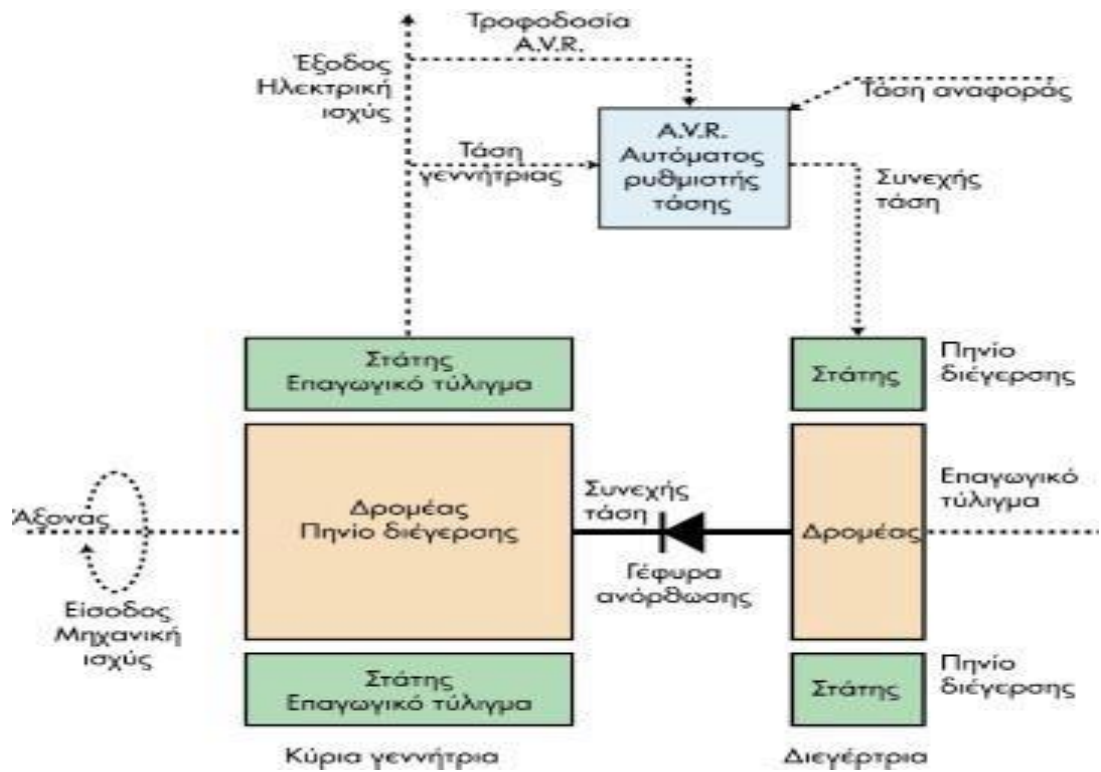 Τροφοδοσία
A.V.R.
Έξοδος
Ηλεκτρική
ισχύς
Τάση αναφοράς
A.V.R.
Αυτόματος
ρυθμιστής
τάσης
Τάση
γεννήτριας
Συνεχής
τάση
Στάτης
Επαγωγικό τύλιγμα
Στάτης
Πηνίο
διέγερσης
Άξονας
Δρομέας
Πηνίο διέγερσης
Συνεχής
τάση
Γέφυρα
ανόρθωσης
Δρομέας
Επαγωγικό
τύλιγμα
Είσοδος
Μηχανική
ισχύς
Στάτης
Επαγωγικό τύλιγμα
Στάτης
Πηνίο
διέγερσης
Κύρια γεννήτρια
Διεγέρτρια